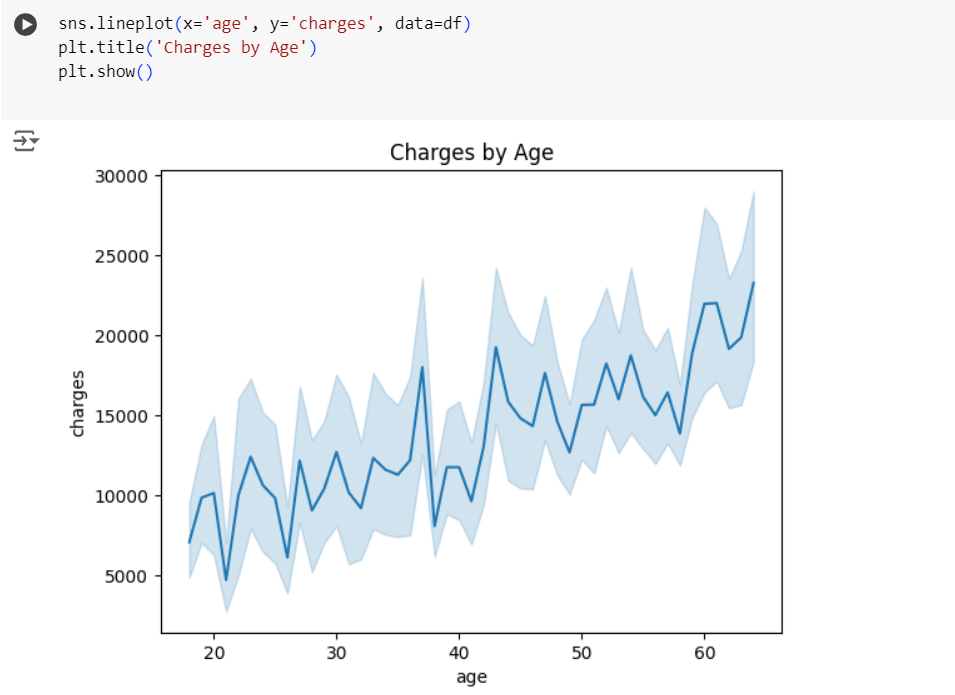 sns.lineplot(x='age', y='charges', data=df)
plt.title('Charges by Age')
plt.show()
Charges by Age
30000
25000
20000
15000
10000
5000
charges
20 30 40 50 60
age